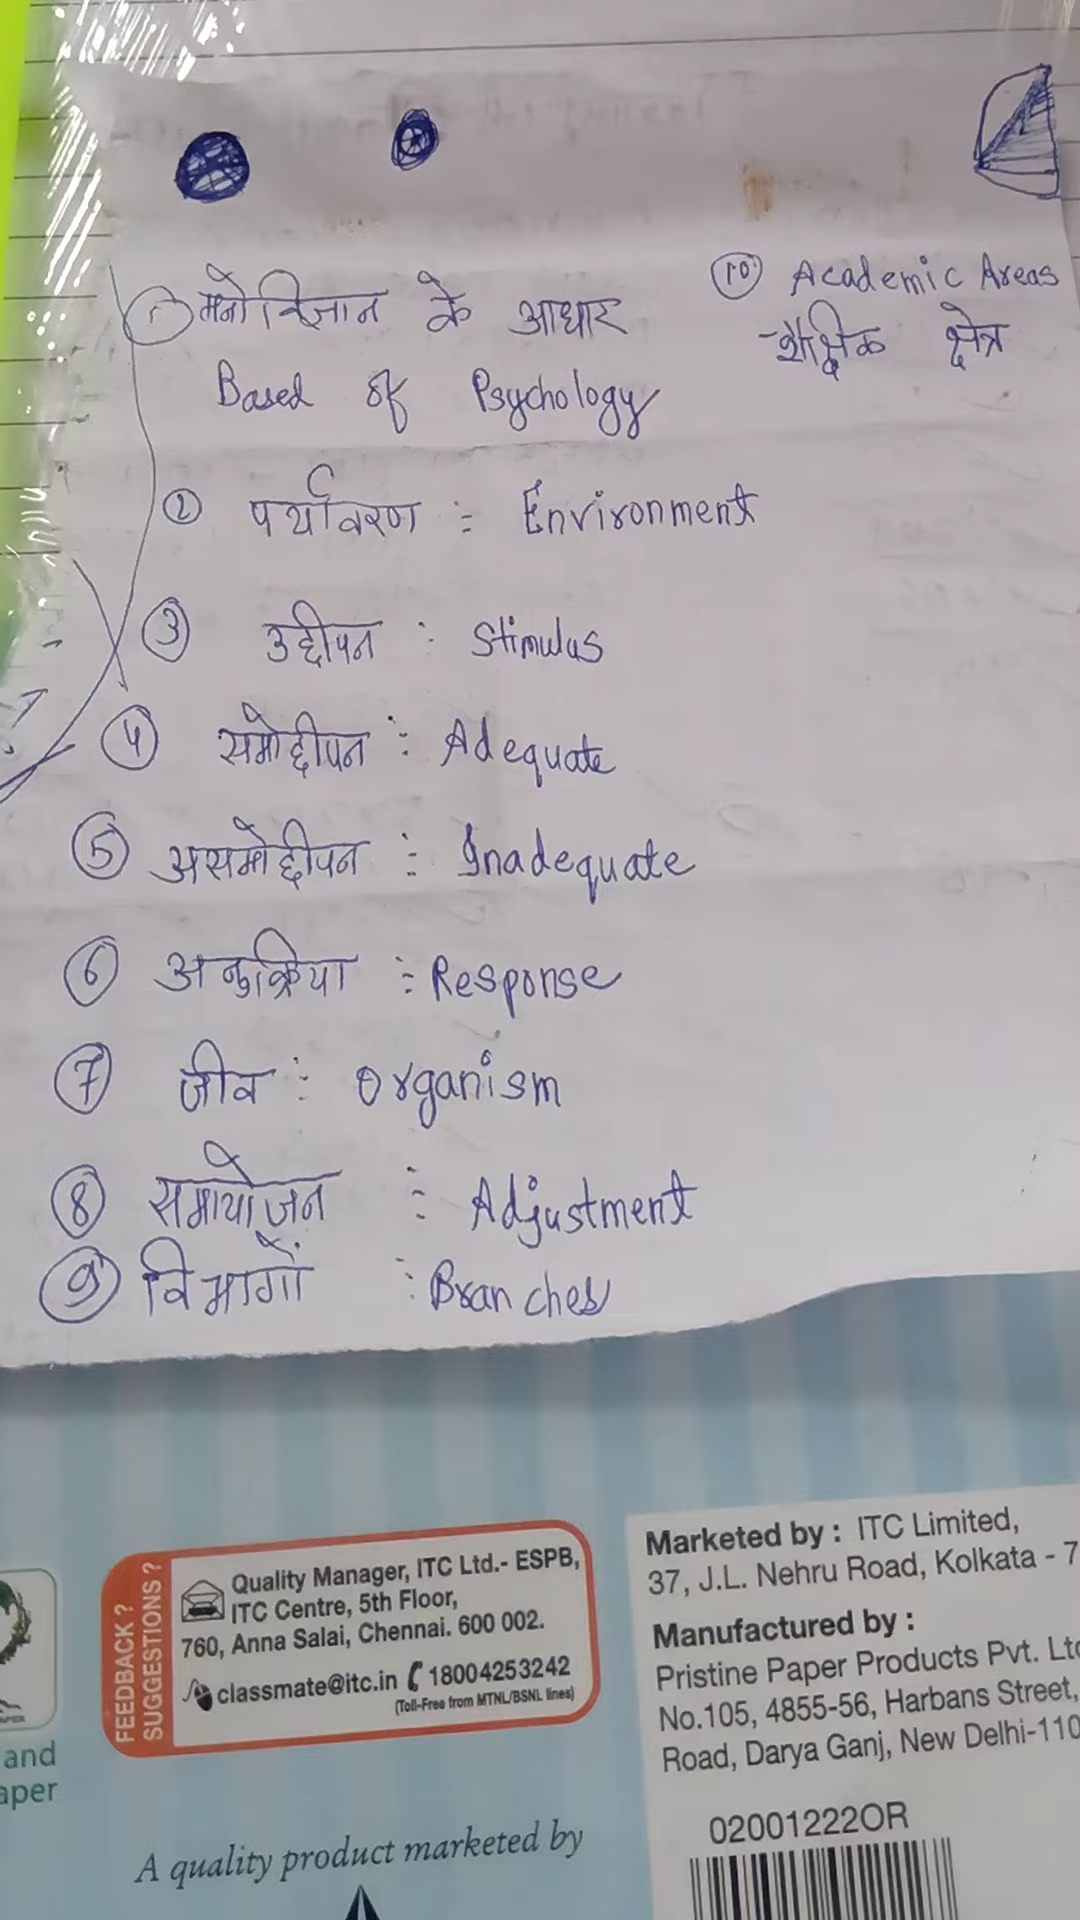 ① मनोविज्ञान के आधार
Based of Psychology
② पर्यावरण : Environment
③ उद्दीपन : Stimulus
④ समोद्दीपन : Adequate
⑤ असमोद्दीपन : Inadequate
⑥ अनुक्रिया : Response
⑦ जीव : Organism
⑧ समायोजन : Adjustment
⑨ विभागों : Branches
⑩ Academic Areas
-शैक्षिक क्षेत्र
and
aper
FEEDBACK ?
SUGGESTIONS ?
Quality Manager, ITC Ltd.- ESPB,
ITC Centre, 5th Floor,
760, Anna Salai, Chennai. 600 002.
classmate@itc.in 18004253242
(Toll-Free from MTNL/BSNL lines)
A quality product marketed by
Marketed by : ITC Limited,
37, J.L. Nehru Road, Kolkata - 7
Manufactured by :
Pristine Paper Products Pvt. Ltd
No.105, 4855-56, Harbans Street,
Road, Darya Ganj, New Delhi-110
02001222OR